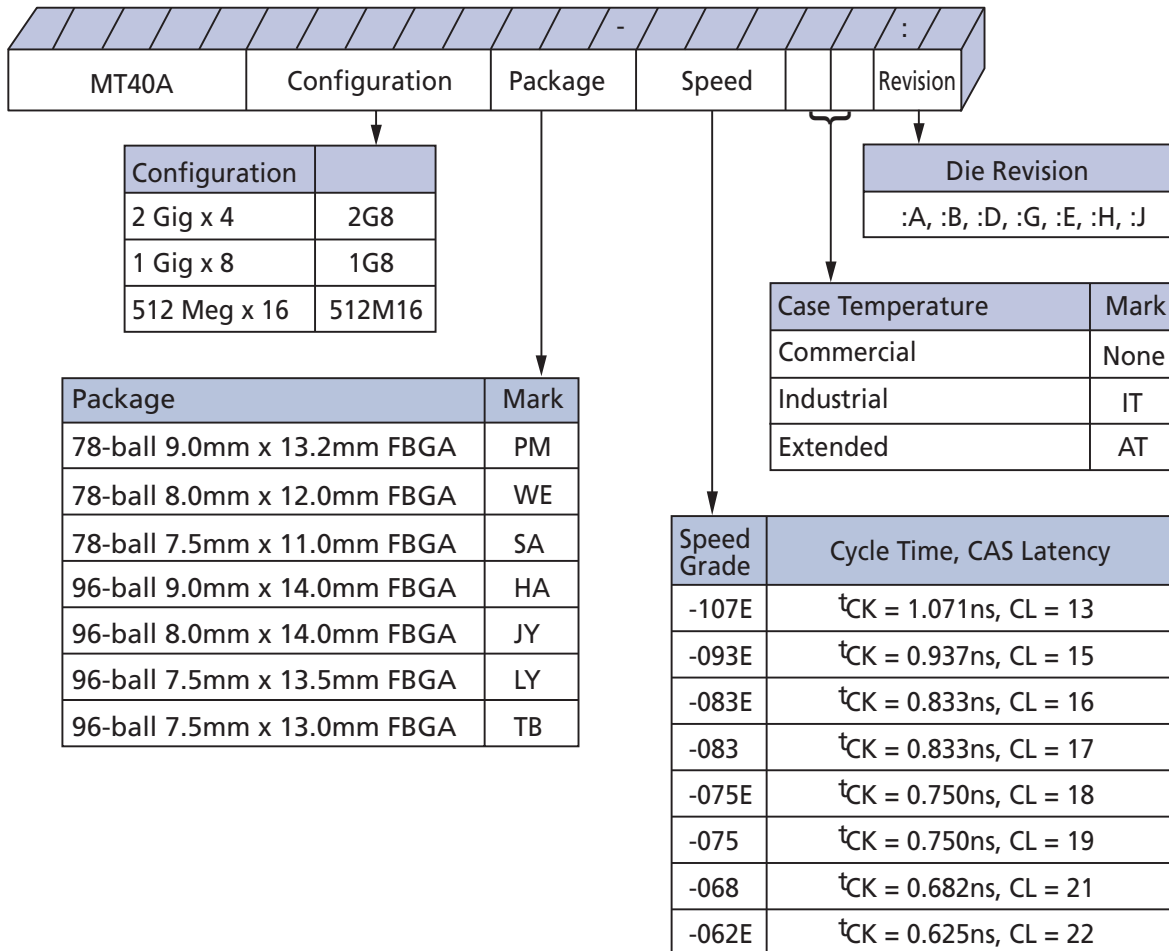 - :
MT40A Configuration Package Speed Revision
Configuration
2 Gig x 4 2G8
1 Gig x 8 1G8
512 Meg x 16 512M16
Die Revision
:A, :B, :D, :G, :E, :H, :J
Case Temperature Mark
Commercial None
Industrial IT
Extended AT
Package Mark
78-ball 9.0mm x 13.2mm FBGA PM
78-ball 8.0mm x 12.0mm FBGA WE
78-ball 7.5mm x 11.0mm FBGA SA
96-ball 9.0mm x 14.0mm FBGA HA
96-ball 8.0mm x 14.0mm FBGA JY
96-ball 7.5mm x 13.5mm FBGA LY
96-ball 7.5mm x 13.0mm FBGA TB
Speed
Grade Cycle Time, CAS Latency
-107E tCK = 1.071ns, CL = 13
-093E tCK = 0.937ns, CL = 15
-083E tCK = 0.833ns, CL = 16
-083 tCK = 0.833ns, CL = 17
-075E tCK = 0.750ns, CL = 18
-075 tCK = 0.750ns, CL = 19
-068 tCK = 0.682ns, CL = 21
-062E tCK = 0.625ns, CL = 22